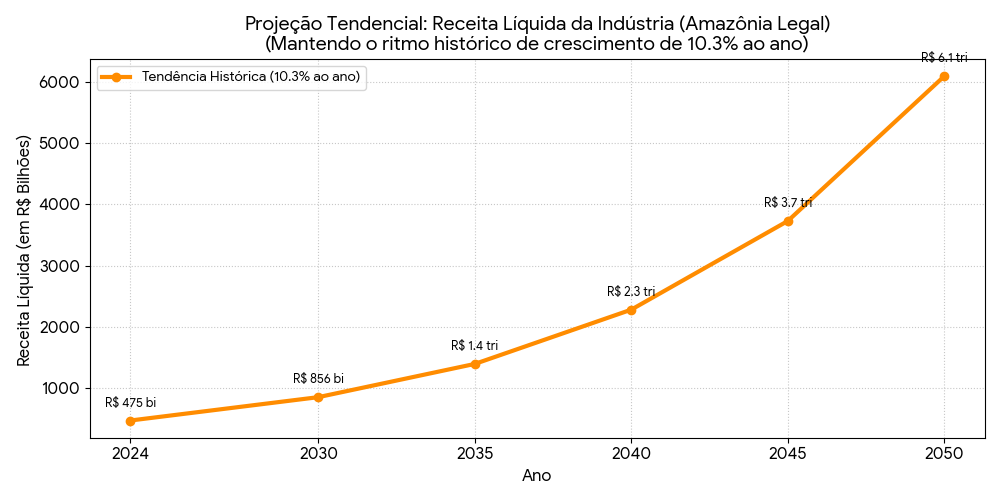 Projeção Tendencial: Receita Líquida da Indústria (Amazônia Legal)
(Mantendo o ritmo histórico de crescimento de 10.3% ao ano)
Tendência Histórica (10.3% ao ano)
Receita Líquida (em R$ Bilhões)
6000
5000
4000
3000
2000
1000
R$ 475 bi
R$ 856 bi
R$ 1.4 tri
R$ 2.3 tri
R$ 3.7 tri
R$ 6.1 tri
2024
2030
2035
2040
2045
2050
Ano